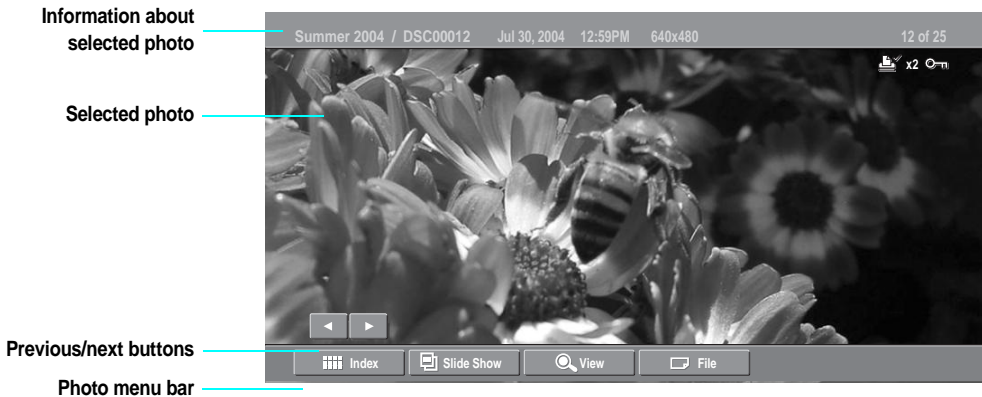 Information about
selected photo
Summer 2004 / DSC00012 Jul 30, 2004 12:59PM 640x480 12 of 25
x2
Selected photo
Previous/next buttons
Index Slide Show View File
Photo menu bar